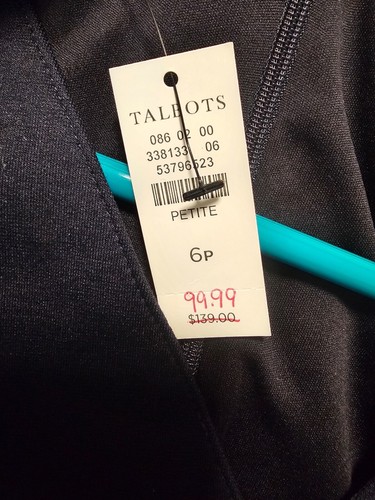 TALBOTS
086 02 00
338133 06
53796523
PETITE
6P
99.99
$139.00